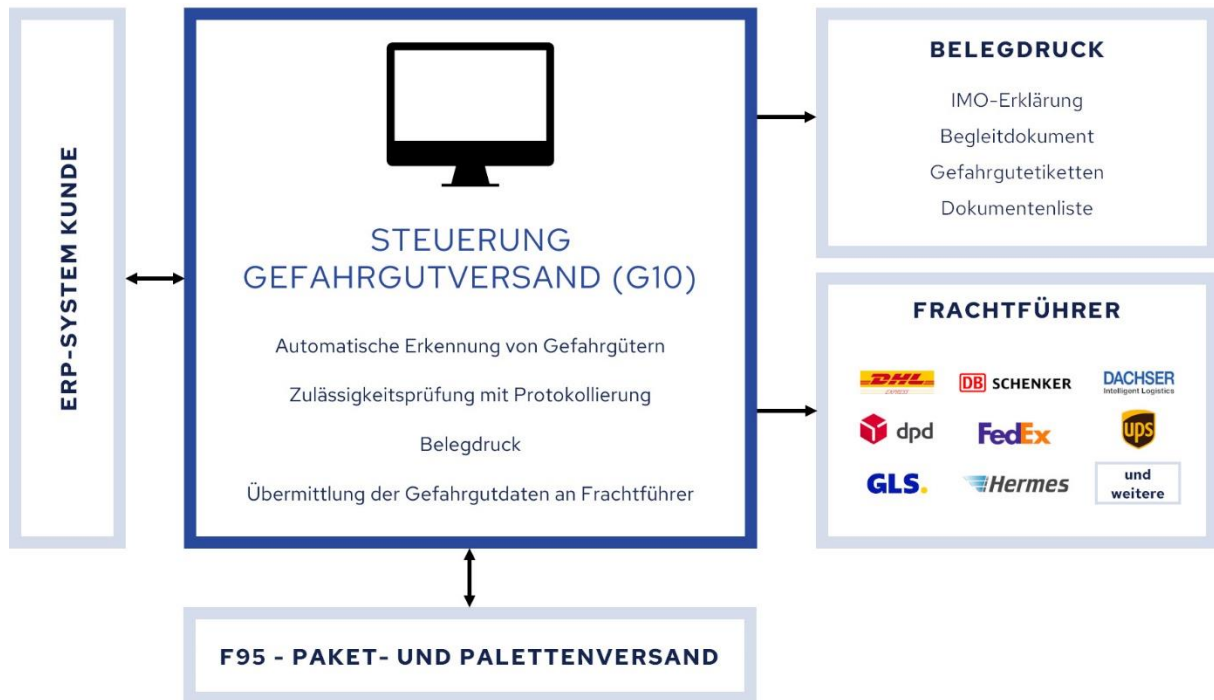 ERP-SYSTEM KUNDE
STEUERUNG
GEFAHRGUTVERSAND (G10)
Automatische Erkennung von Gefahrgütern
Zulässigkeitsprüfung mit Protokollierung
Belegdruck
Übermittlung der Gefahrgutdaten an Frachtführer
BELEGDRUCK
IMO-Erklärung
Begleitdokument
Gefahrgutetiketten
Dokumentenliste
FRACHTFÜHRER
DHL
EXPRESS
DB SCHENKER
DACHSER
Intelligent Logistics
dpd
FedEx
ups
GLS.
Hermes
und
weitere
F95 - PAKET- UND PALETTENVERSAND